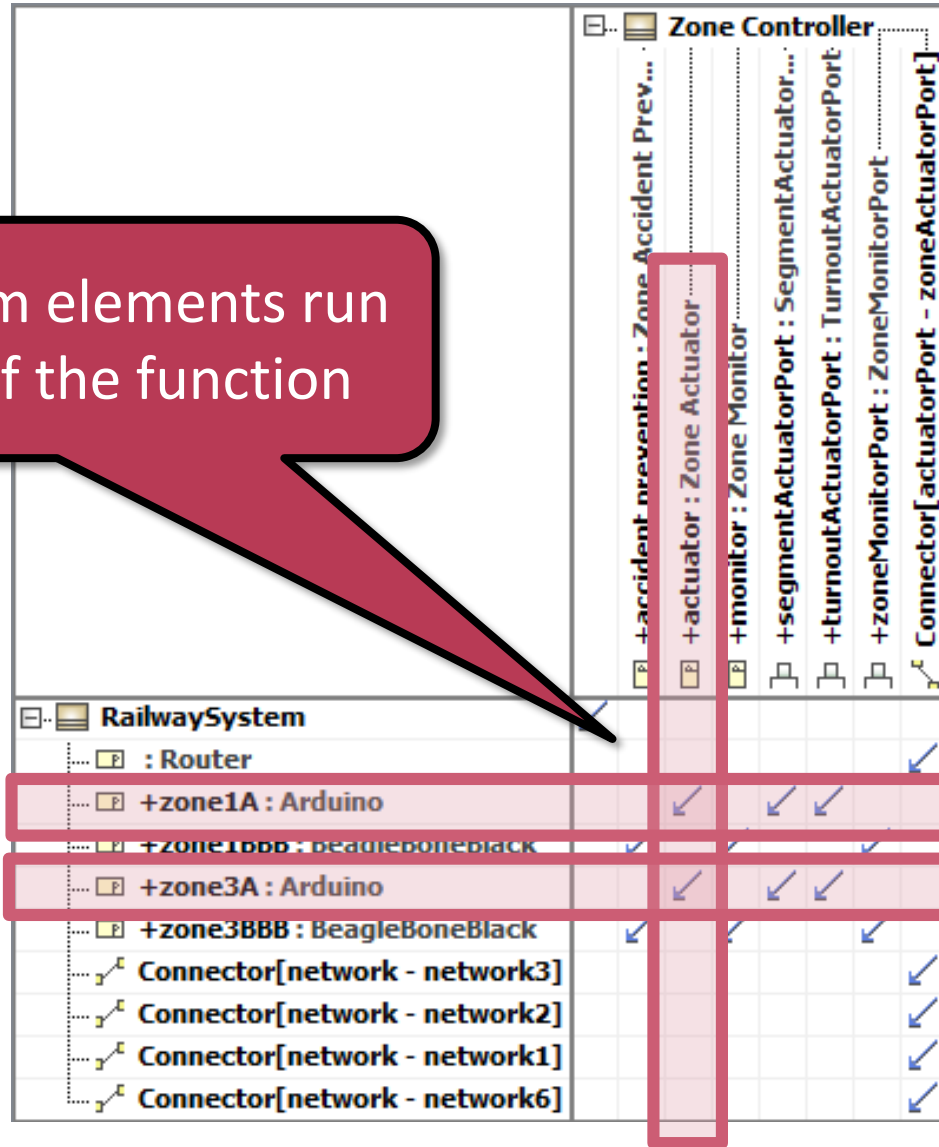 Zone Controller
+accident prevention : Zone Accident Prev...
+actuator : Zone Actuator
+monitor : Zone Monitor
+segmentActuatorPort : SegmentActuator...
+turnoutActuatorPort : TurnoutActuatorPort
+zoneMonitorPort : ZoneMonitorPort
Connector[actuatorPort - zoneActuatorPort]
m elements run
f the function
RailwaySystem
: Router
+zone1A : Arduino
+zone1BBB : BeagleBoneBlack
+zone3A : Arduino
+zone3BBB : BeagleBoneBlack
Connector[network - network3]
Connector[network - network2]
Connector[network - network1]
Connector[network - network6]